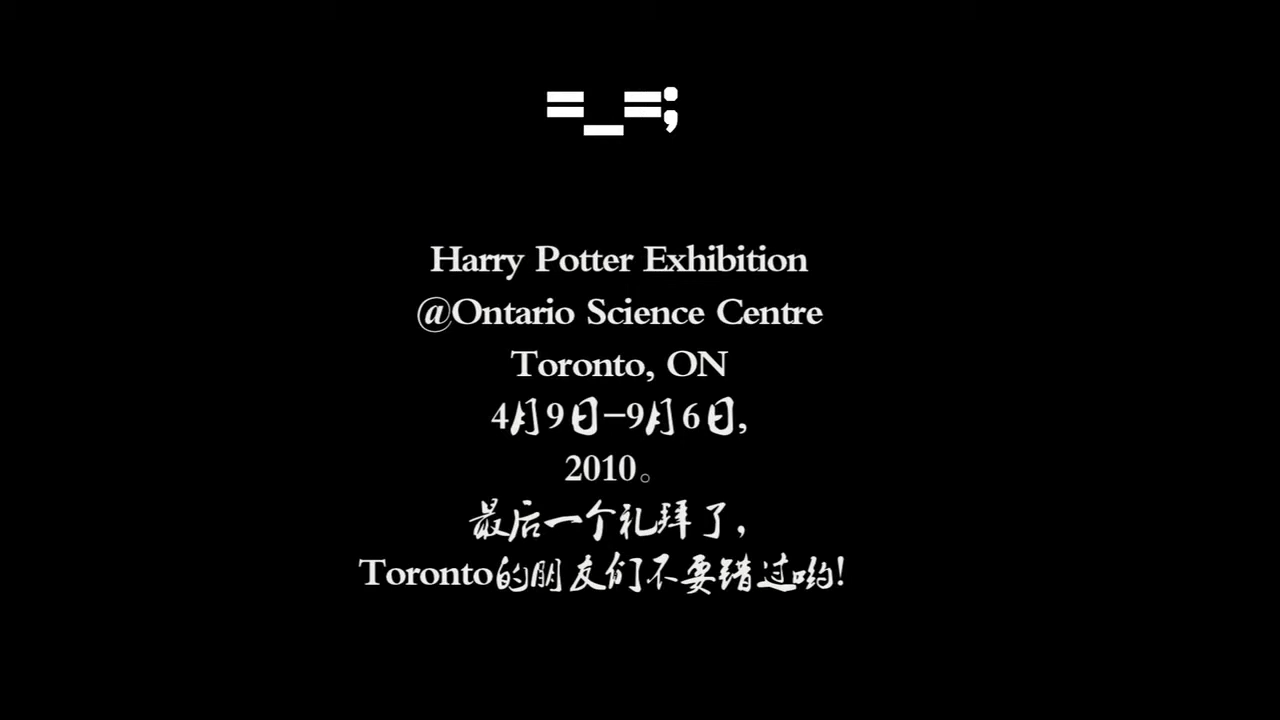 =_=;
Harry Potter Exhibition
@Ontario Science Centre
Toronto, ON
4月9日-9月6日,
2010。
最后一个礼拜了，
Toronto的朋友们不要错过哟!